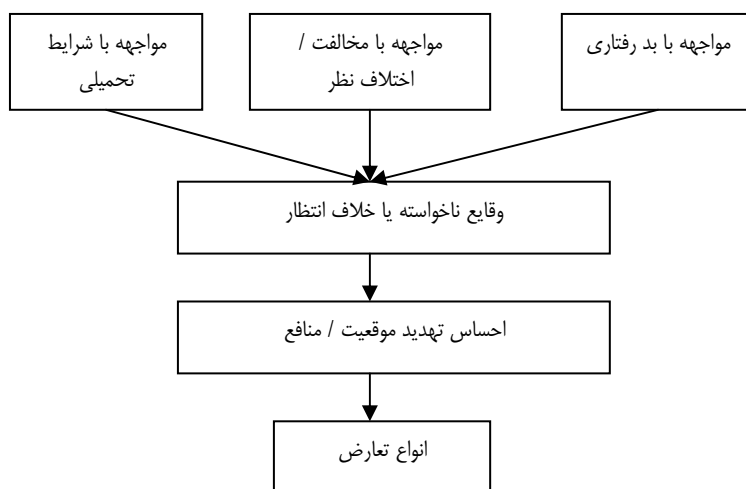 مواجهه با بد رفتاری
مواجهه با مخالفت /
اختلاف نظر
مواجهه با شرایط
تحمیلی
وقایع ناخواسته یا خلاف انتظار
احساس تهدید موقعیت / منافع
انواع تعارض